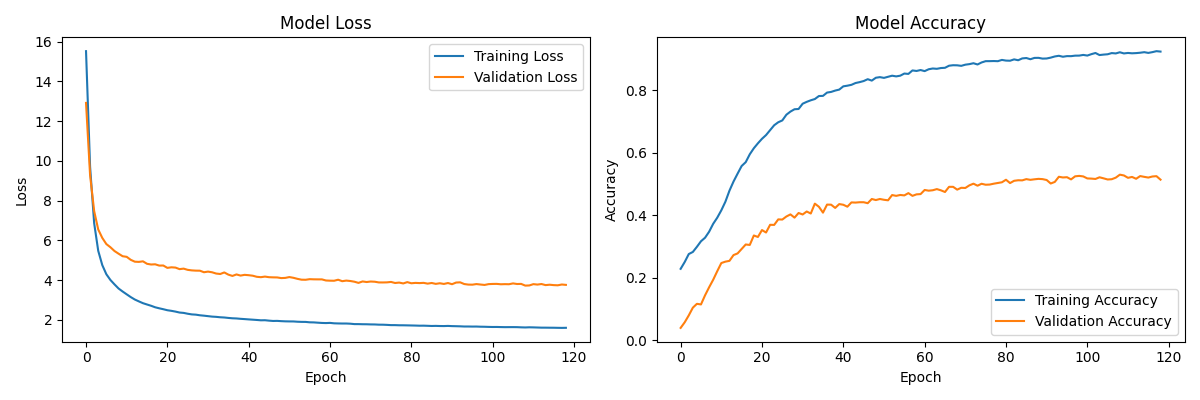 Model Loss
16
14
12
10
8
6
4
2
Loss
0
20
40
60
80
100
120
Epoch
Training Loss
Validation Loss
Model Accuracy
0.8
0.6
0.4
0.2
0.0
Accuracy
0
20
40
60
80
100
120
Epoch
Training Accuracy
Validation Accuracy